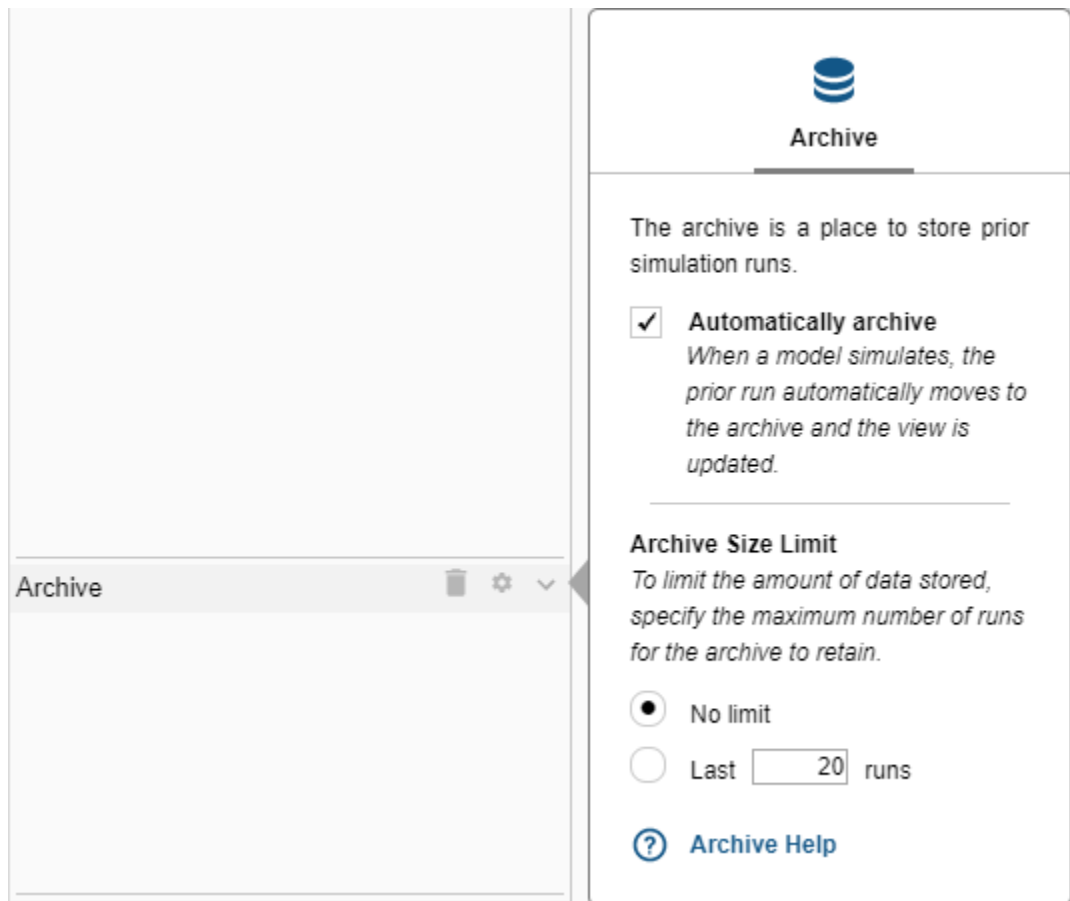 Archive
Archive
The archive is a place to store prior
simulation runs.
Automatically archive
When a model simulates, the
prior run automatically moves to
the archive and the view is
updated.
Archive Size Limit
To limit the amount of data stored,
specify the maximum number of runs
for the archive to retain.
No limit
Last 20 runs
? Archive Help